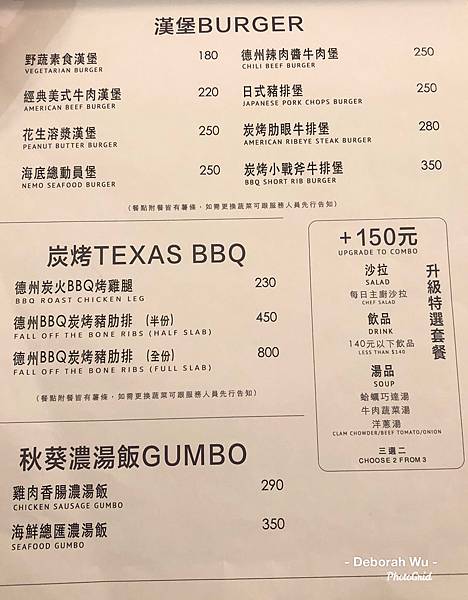 漢堡BURGER
野蔬素食漢堡 180
VEGETARIAN BURGER
經典美式牛肉漢堡 220
AMERICAN BEEF BURGER
花生溶漿漢堡 250
PEANUT BUTTER BURGER
海底總動員堡 250
NEMO SEAFOOD BURGER
德州辣肉醬牛肉堡 250
CHILI BEEF BURGER
日式豬排堡 250
JAPANESE PORK CHOPS BURGER
炭烤肋眼牛排堡 280
AMERICAN RIBEYE STEAK BURGER
炭烤小戰斧牛排堡 350
BBQ SHORT RIB BURGER
(餐點附餐皆有薯條，如需更換蔬菜可跟服務人員先行告知)
炭烤TEXAS BBQ
德州炭火BBQ烤雞腿 230
BBQ ROAST CHICKEN LEG
德州BBQ炭烤豬肋排 (半份) 450
FALL OFF THE BONE RIBS (HALF SLAB)
德州BBQ炭烤豬肋排 (全份) 800
FALL OFF THE BONE RIBS (FULL SLAB)
(點附餐皆有薯條，如需更換蔬菜可跟服務人員先行告知)
+150元
UPGRADE TO COMBO
升級特選套餐
沙拉
SALAD
每日主廚沙拉
CHEF SALAD
飲品
DRINK
140元以下飲品
LESS THAN $140
湯品
SOUP
蛤蠣巧達湯
牛肉蔬菜湯
洋蔥湯
CLAM CHOWDER/BEEF TOMATO/ONION
三選二
CHOOSE 2 FROM 3
秋葵濃湯飯GUMBO
雞肉香腸濃湯飯 290
CHICKEN SAUSAGE GUMBO
海鮮總匯濃湯飯 350
SEAFOOD GUMBO
- Deborah Wu -
PhotoGrid